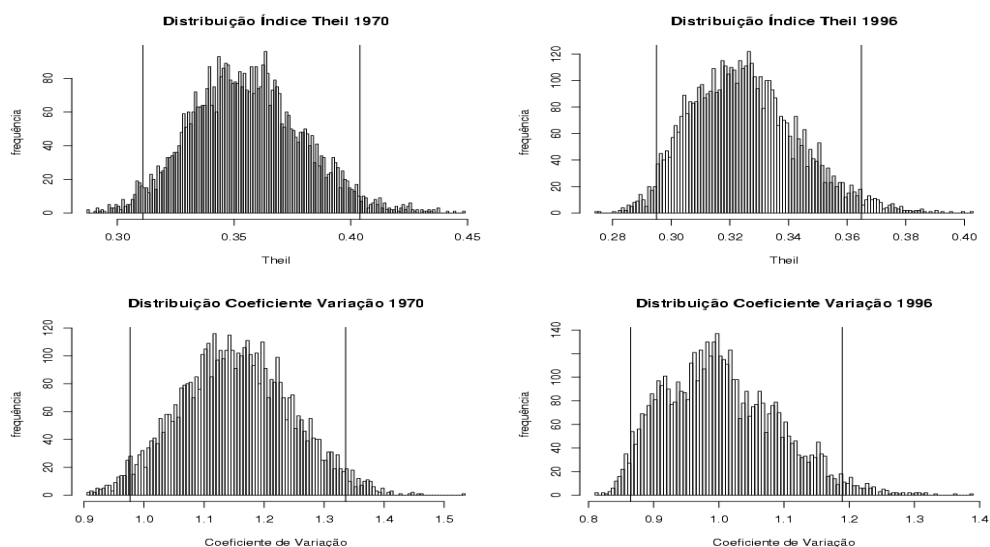 Distribuição Índice Theil 1970
frequência
0 20 40 60 80
0.30 0.35 0.40 0.45
Theil
Distribuição Índice Theil 1996
frequência
0 20 40 60 80 100 120
0.28 0.30 0.32 0.34 0.36 0.38 0.40
Theil
Distribuição Coeficiente Variação 1970
frequência
0 20 40 60 80 100 120
0.9 1.0 1.1 1.2 1.3 1.4 1.5
Coeficiente de Variação
Distribuição Coeficiente Variação 1996
frequência
0 20 40 60 80 100 140
0.8 0.9 1.0 1.1 1.2 1.3 1.4
Coeficiente de Variação